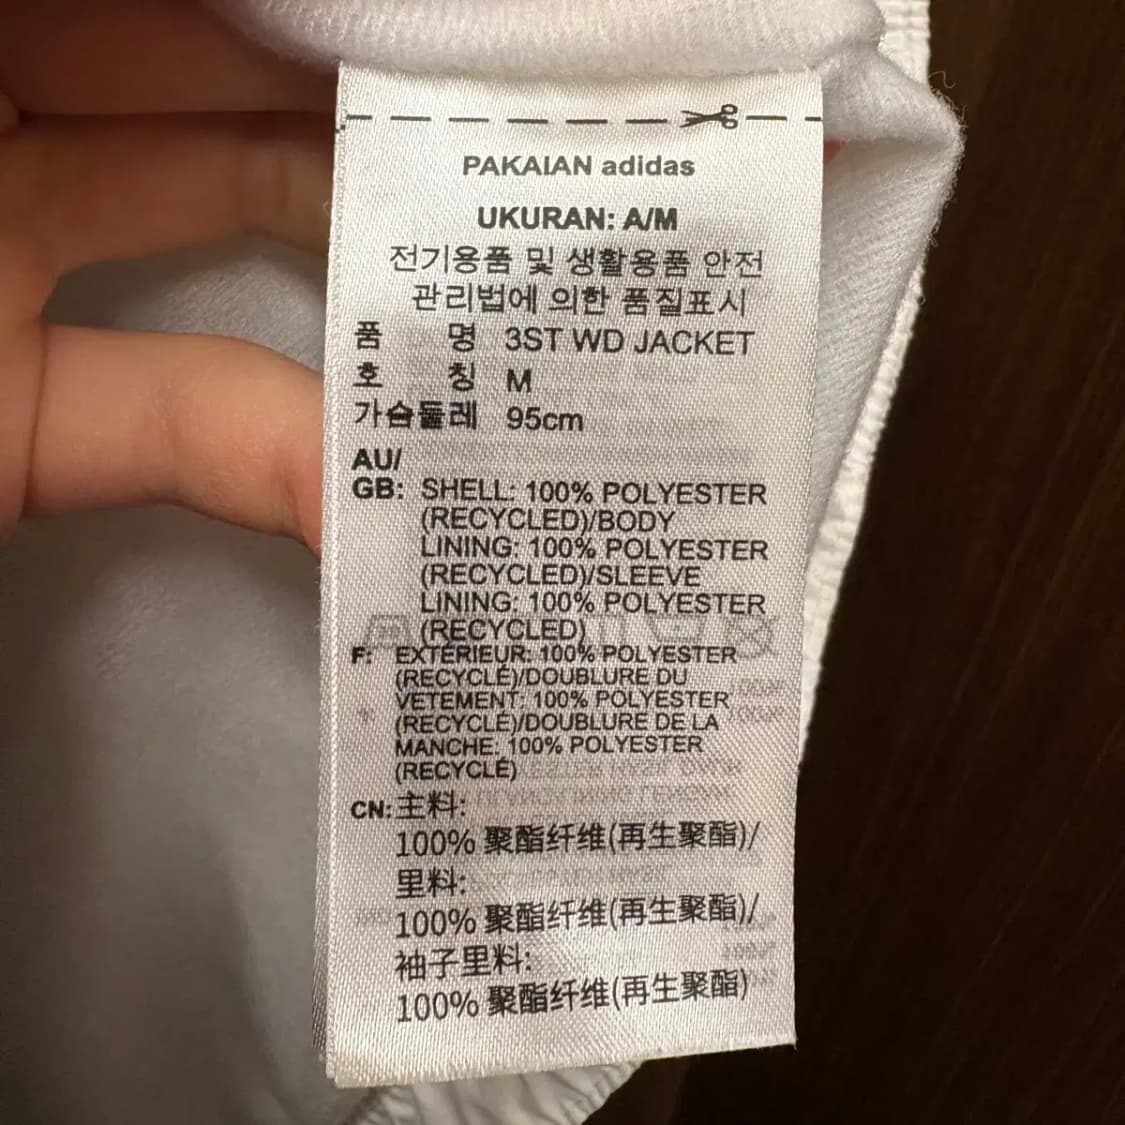 PAKAIAN adidas
UKURAN: A/M
전기용품 및 생활용품 안전
관리법에 의한 품질표시
품 명 3ST WD JACKET
호 칭 M
가슴둘레 95cm
AU/
GB: SHELL: 100% POLYESTER
(RECYCLED)/BODY
LINING: 100% POLYESTER
(RECYCLED)/SLEEVE
LINING: 100% POLYESTER
(RECYCLED)
F: EXTÉRIEUR: 100% POLYESTER
(RECYCLÉ)/DOUBLURE DU
VETEMENT: 100% POLYESTER
(RECYCLÉ)/DOUBLURE DE LA
MANCHE: 100% POLYESTER
(RECYCLÉ)
CN: 主料:
100% 聚酯纤维(再生聚酯)/
里料:
100% 聚酯纤维(再生聚酯)/
袖子里料:
100% 聚酯纤维(再生聚酯)